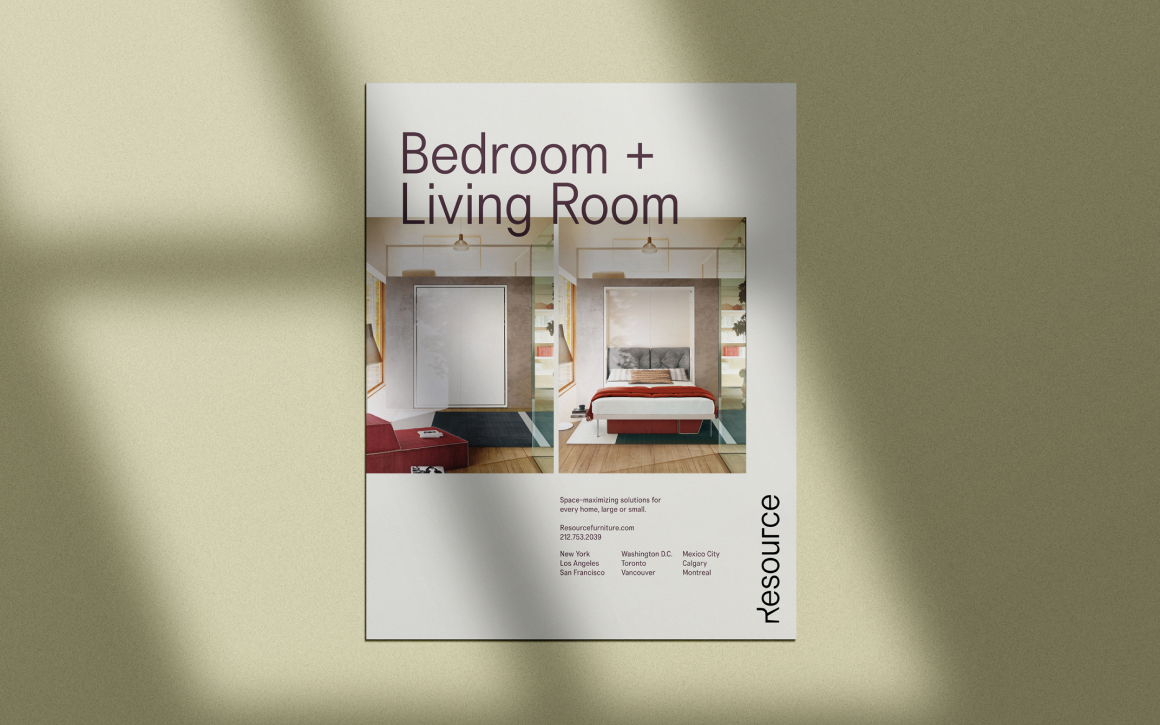 Bedroom +
Living Room
Space-maximizing solutions for
every home, large or small.
Resourcefurniture.com
212.753.2039
New York
Los Angeles
San Francisco
Washington D.C.
Toronto
Vancouver
Mexico City
Calgary
Montreal
Resource